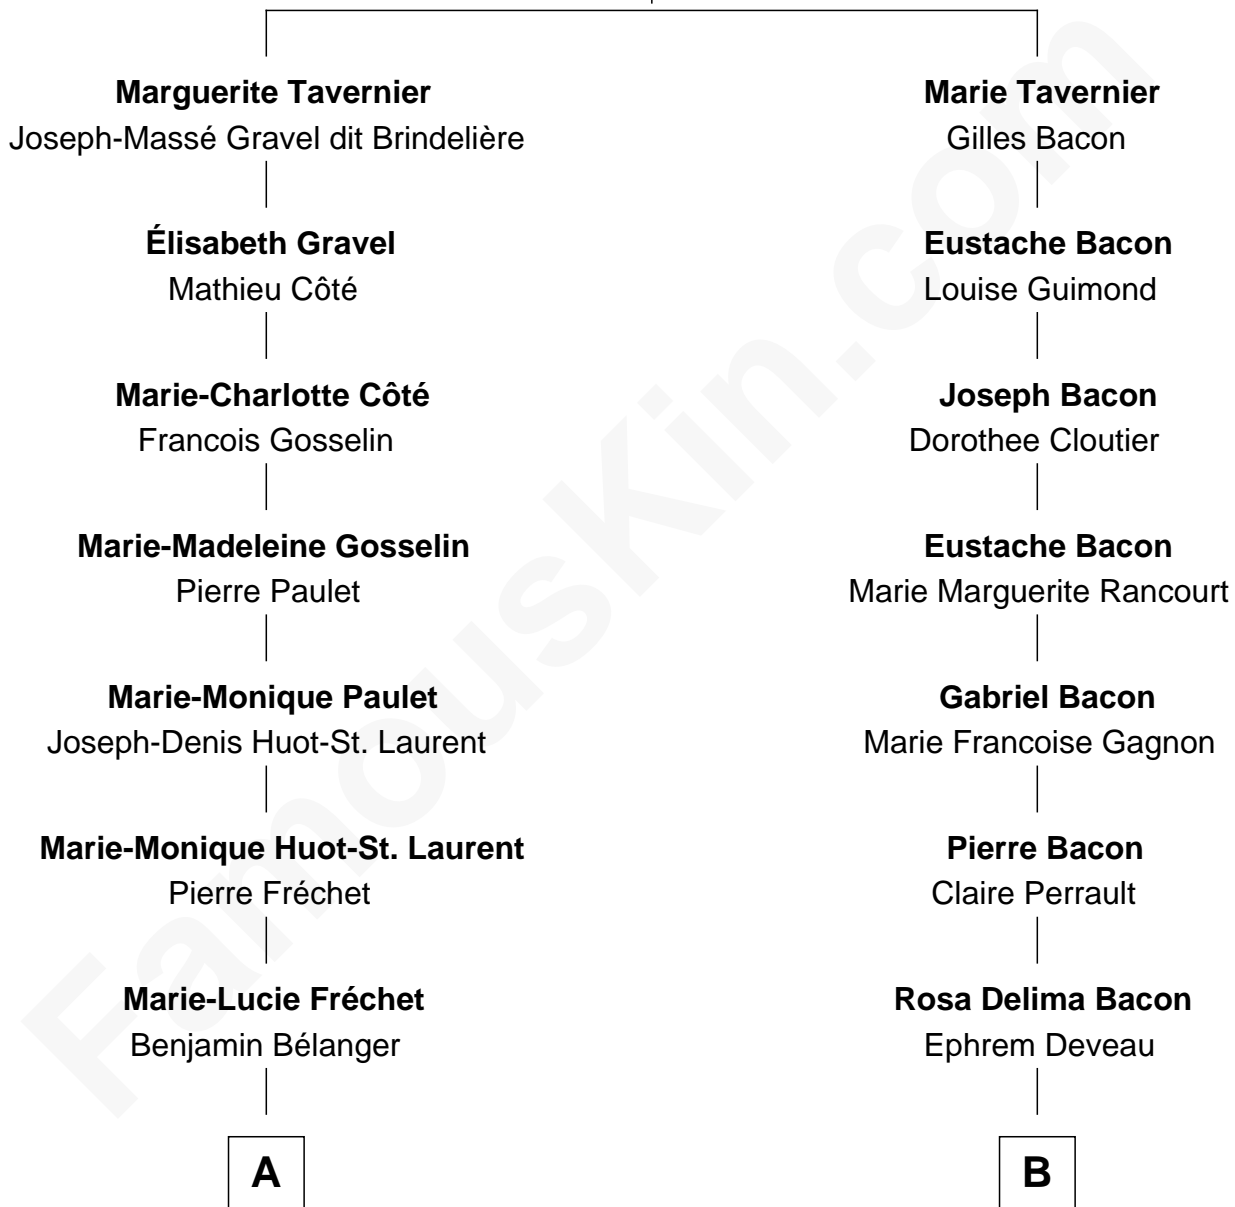 Marguerite Tavernier
Joseph-Massé Gravel dit Brindelière
Élisabeth Gravel
Mathieu Côté
Marie-Charlotte Côté
Francois Gosselin
Marie-Madeleine Gosselin
Pierre Paulet
Marie-Monique Paulet
Joseph-Denis Huot-St. Laurent
Marie-Monique Huot-St. Laurent
Pierre Fréchet
Marie-Lucie Fréchet
Benjamin Bélanger
A
Marie Tavernier
Gilles Bacon
Eustache Bacon
Louise Guimond
Joseph Bacon
Dorothee Cloutier
Eustache Bacon
Marie Marguerite Rancourt
Gabriel Bacon
Marie Francoise Gagnon
Pierre Bacon
Claire Perrault
Rosa Delima Bacon
Ephrem Deveau
B
FamousKin.com